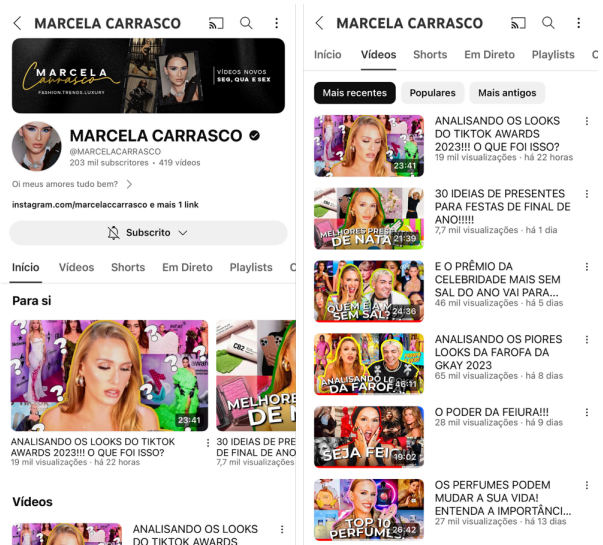 MARCELA CARRASCO
MARCELA
Carrasco
FASHION.TRENDS.LUXURY
VÍDEOS NOVOS
SEG, QUA E SEX
MARCELA CARRASCO
@MARCELACARRASCO
203 mil subscritores • 419 vídeos
Oi meus amores tudo bem?
instagram.com/marcelaccarrasco e mais 1 link
Subscrito
Início
Vídeos
Shorts
Em Direto
Playlists
Para si
23:41
ANALISANDO OS LOOKS DO TIKTOK
AWARDS 2023!!! O QUE FOI ISSO?
19 mil visualizações · há 22 horas
MELHORE
DE N
30 IDEIAS DE PRE
DE FINAL DE ANO
7,7 mil visualizações
Vídeos
ANALISANDO OS LOOKS
DO TIKTOK AWARDS
MARCELA CARRASCO
Início
Vídeos
Shorts
Em Direto
Playlists
Mais recentes
Populares
Mais antigos
23:41
ANALISANDO OS LOOKS
DO TIKTOK AWARDS
2023!!! O QUE FOI ISSO?
19 mil visualizações · há 22 horas
MELHORES PRESE
DE NATA
21:39
30 IDEIAS DE PRESENTES
PARA FESTAS DE FINAL DE
ANO!!!!!
7,7 mil visualizações · há 1 dia
QUEM É A M
SEM SAL?
24:36
E O PRÊMIO DA
CELEBRIDADE MAIS SEM
SAL DO ANO VAI PARA...
46 mil visualizações · há 5 dias
ANALISANDO LO
DA FAROF
46:11
ANALISANDO OS PIORES
LOOKS DA FAROFA DA
GKAY 2023
65 mil visualizações · há 8 dias
SEJA FEI
19:02
O PODER DA FEIURA!!!
28 mil visualizações · há 9 dias
TOP 10
PERFUME
26:42
OS PERFUMES PODEM
MUDAR A SUA VIDA!
ENTENDA A IMPORTÂNCI...
27 mil visualizações · há 13 dias